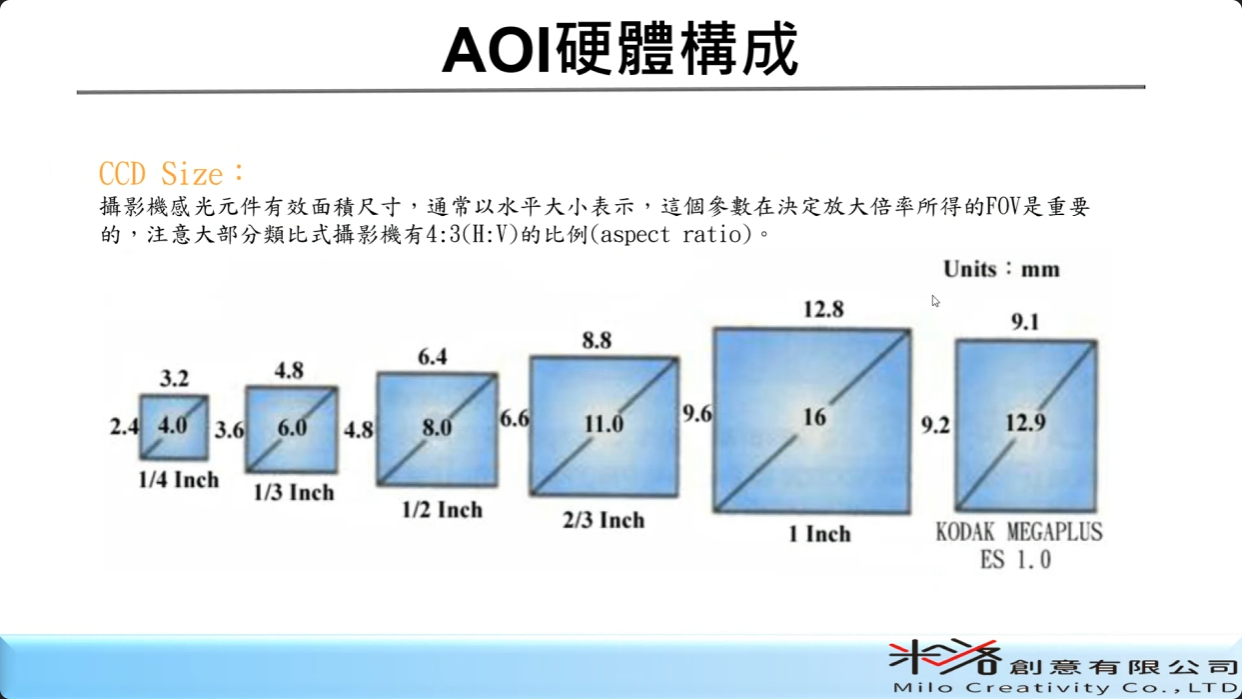 AOI硬體構成
CCD Size：
攝影機感光元件有效面積尺寸，通常以水平大小表示，這個參數在決定放大倍率所得的FOV是重要
的，注意大部分類比式攝影機有4:3(H:V)的比例(aspect ratio)。
Units：mm
3.2
2.4
4.0
1/4 Inch
4.8
3.6
6.0
1/3 Inch
6.4
4.8
8.0
1/2 Inch
8.8
6.6
11.0
2/3 Inch
12.8
9.6
16
1 Inch
9.1
9.2
12.9
KODAK MEGAPLUS
ES 1.0
米洛創意有限公司
Milo Creativity Co.,LTD